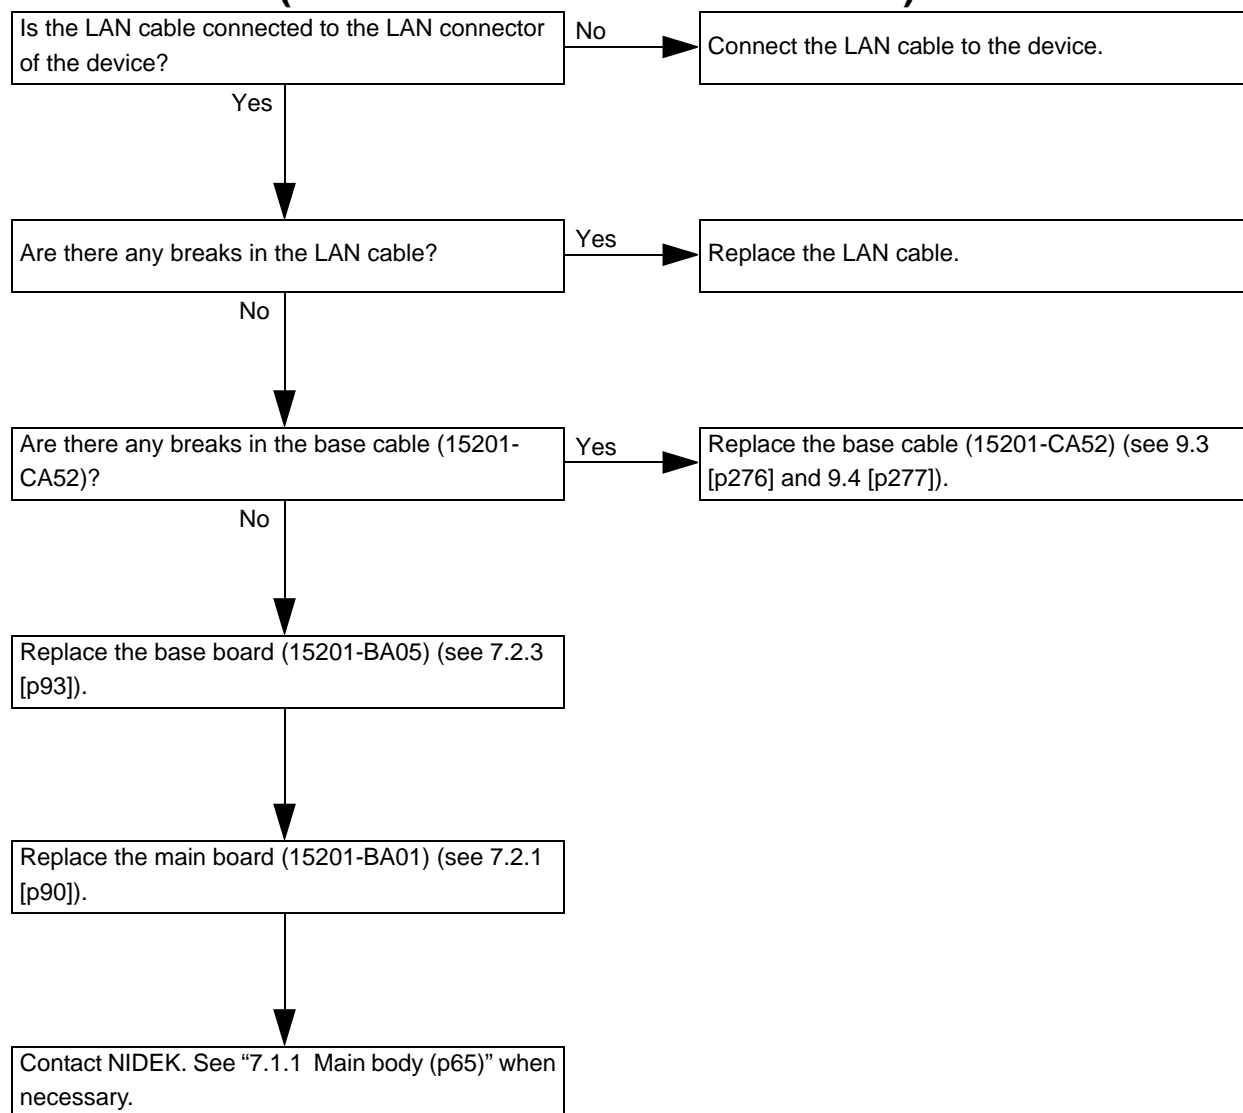 Is the LAN cable connected to the LAN connector
of the device?
No
Connect the LAN cable to the device.
Yes
Are there any breaks in the LAN cable?
Yes
Replace the LAN cable.
No
Are there any breaks in the base cable (15201-
CA52)?
Yes
Replace the base cable (15201-CA52) (see 9.3
[p276] and 9.4 [p277]).
No
Replace the base board (15201-BA05) (see 7.2.3
[p93]).
Replace the main board (15201-BA01) (see 7.2.1
[p90]).
Contact NIDEK. See “7.1.1  Main body (p65)” when
necessary.